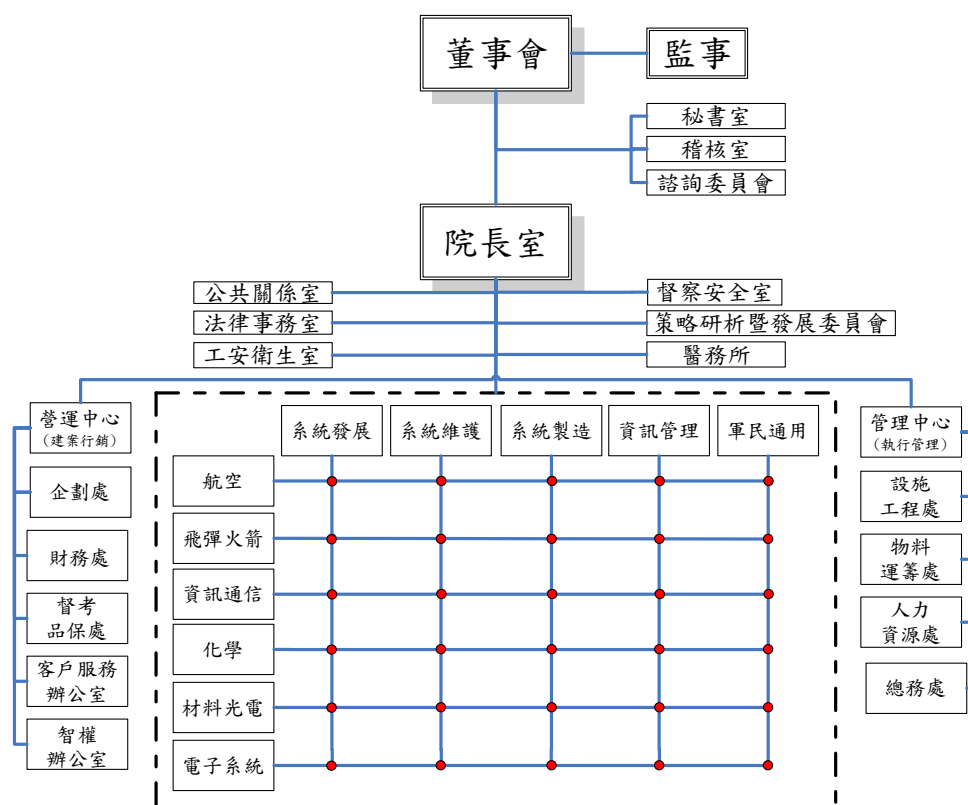 董事會
監事
秘書室
稽核室
諮詢委員會
院長室
公共關係室
督察安全室
法律事務室
策略研析暨發展委員會
工安衛生室
醫務所
營運中心
(建案行銷)
企劃處
財務處
督考
品保處
客戶服務
辦公室
智權
辦公室
系統發展
系統維護
系統製造
資訊管理
軍民通用
航空
飛彈火箭
資訊通信
化學
材料光電
電子系統
管理中心
(執行管理)
設施
工程處
物料
運籌處
人力
資源處
總務處